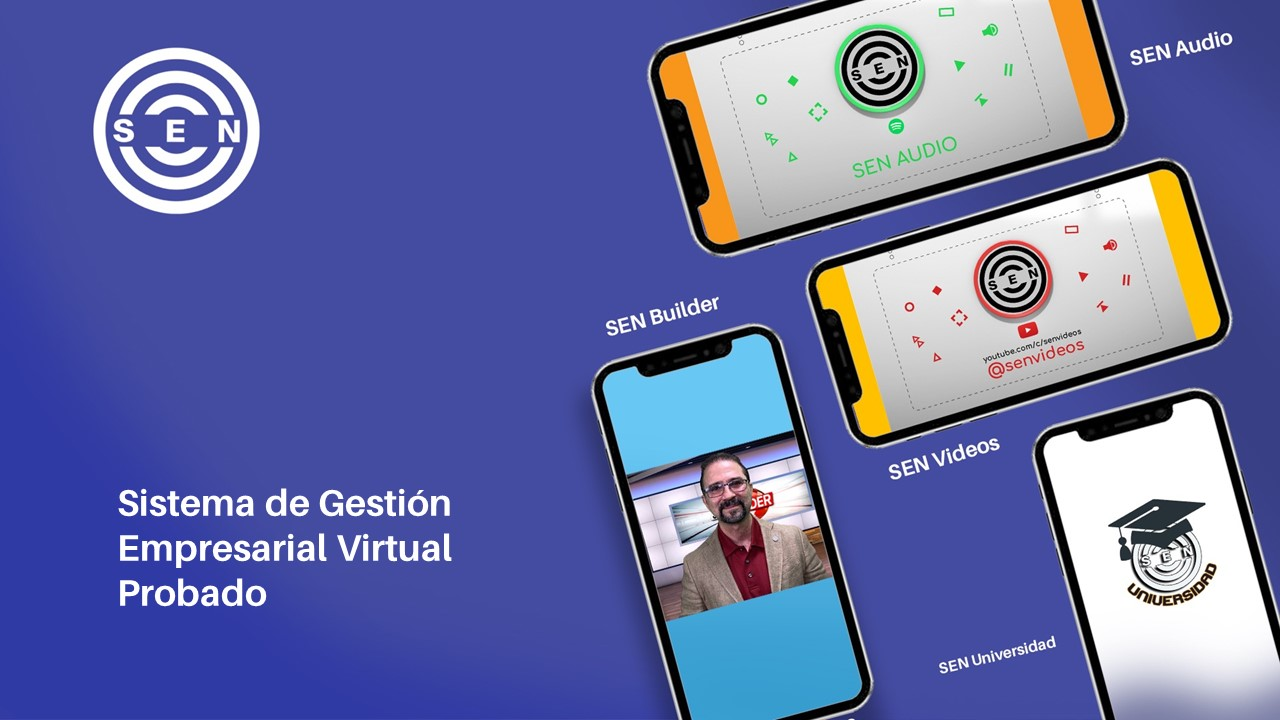 SEN
Sistema de Gestión
Empresarial Virtual
Probado
SEN Audio
SEN
SEN AUDIO
SEN
youtube.com/c/senvideos
@senvideos
SEN Videos
SEN Builder
DER
SEN
UNIVERSIDAD
SEN Universidad